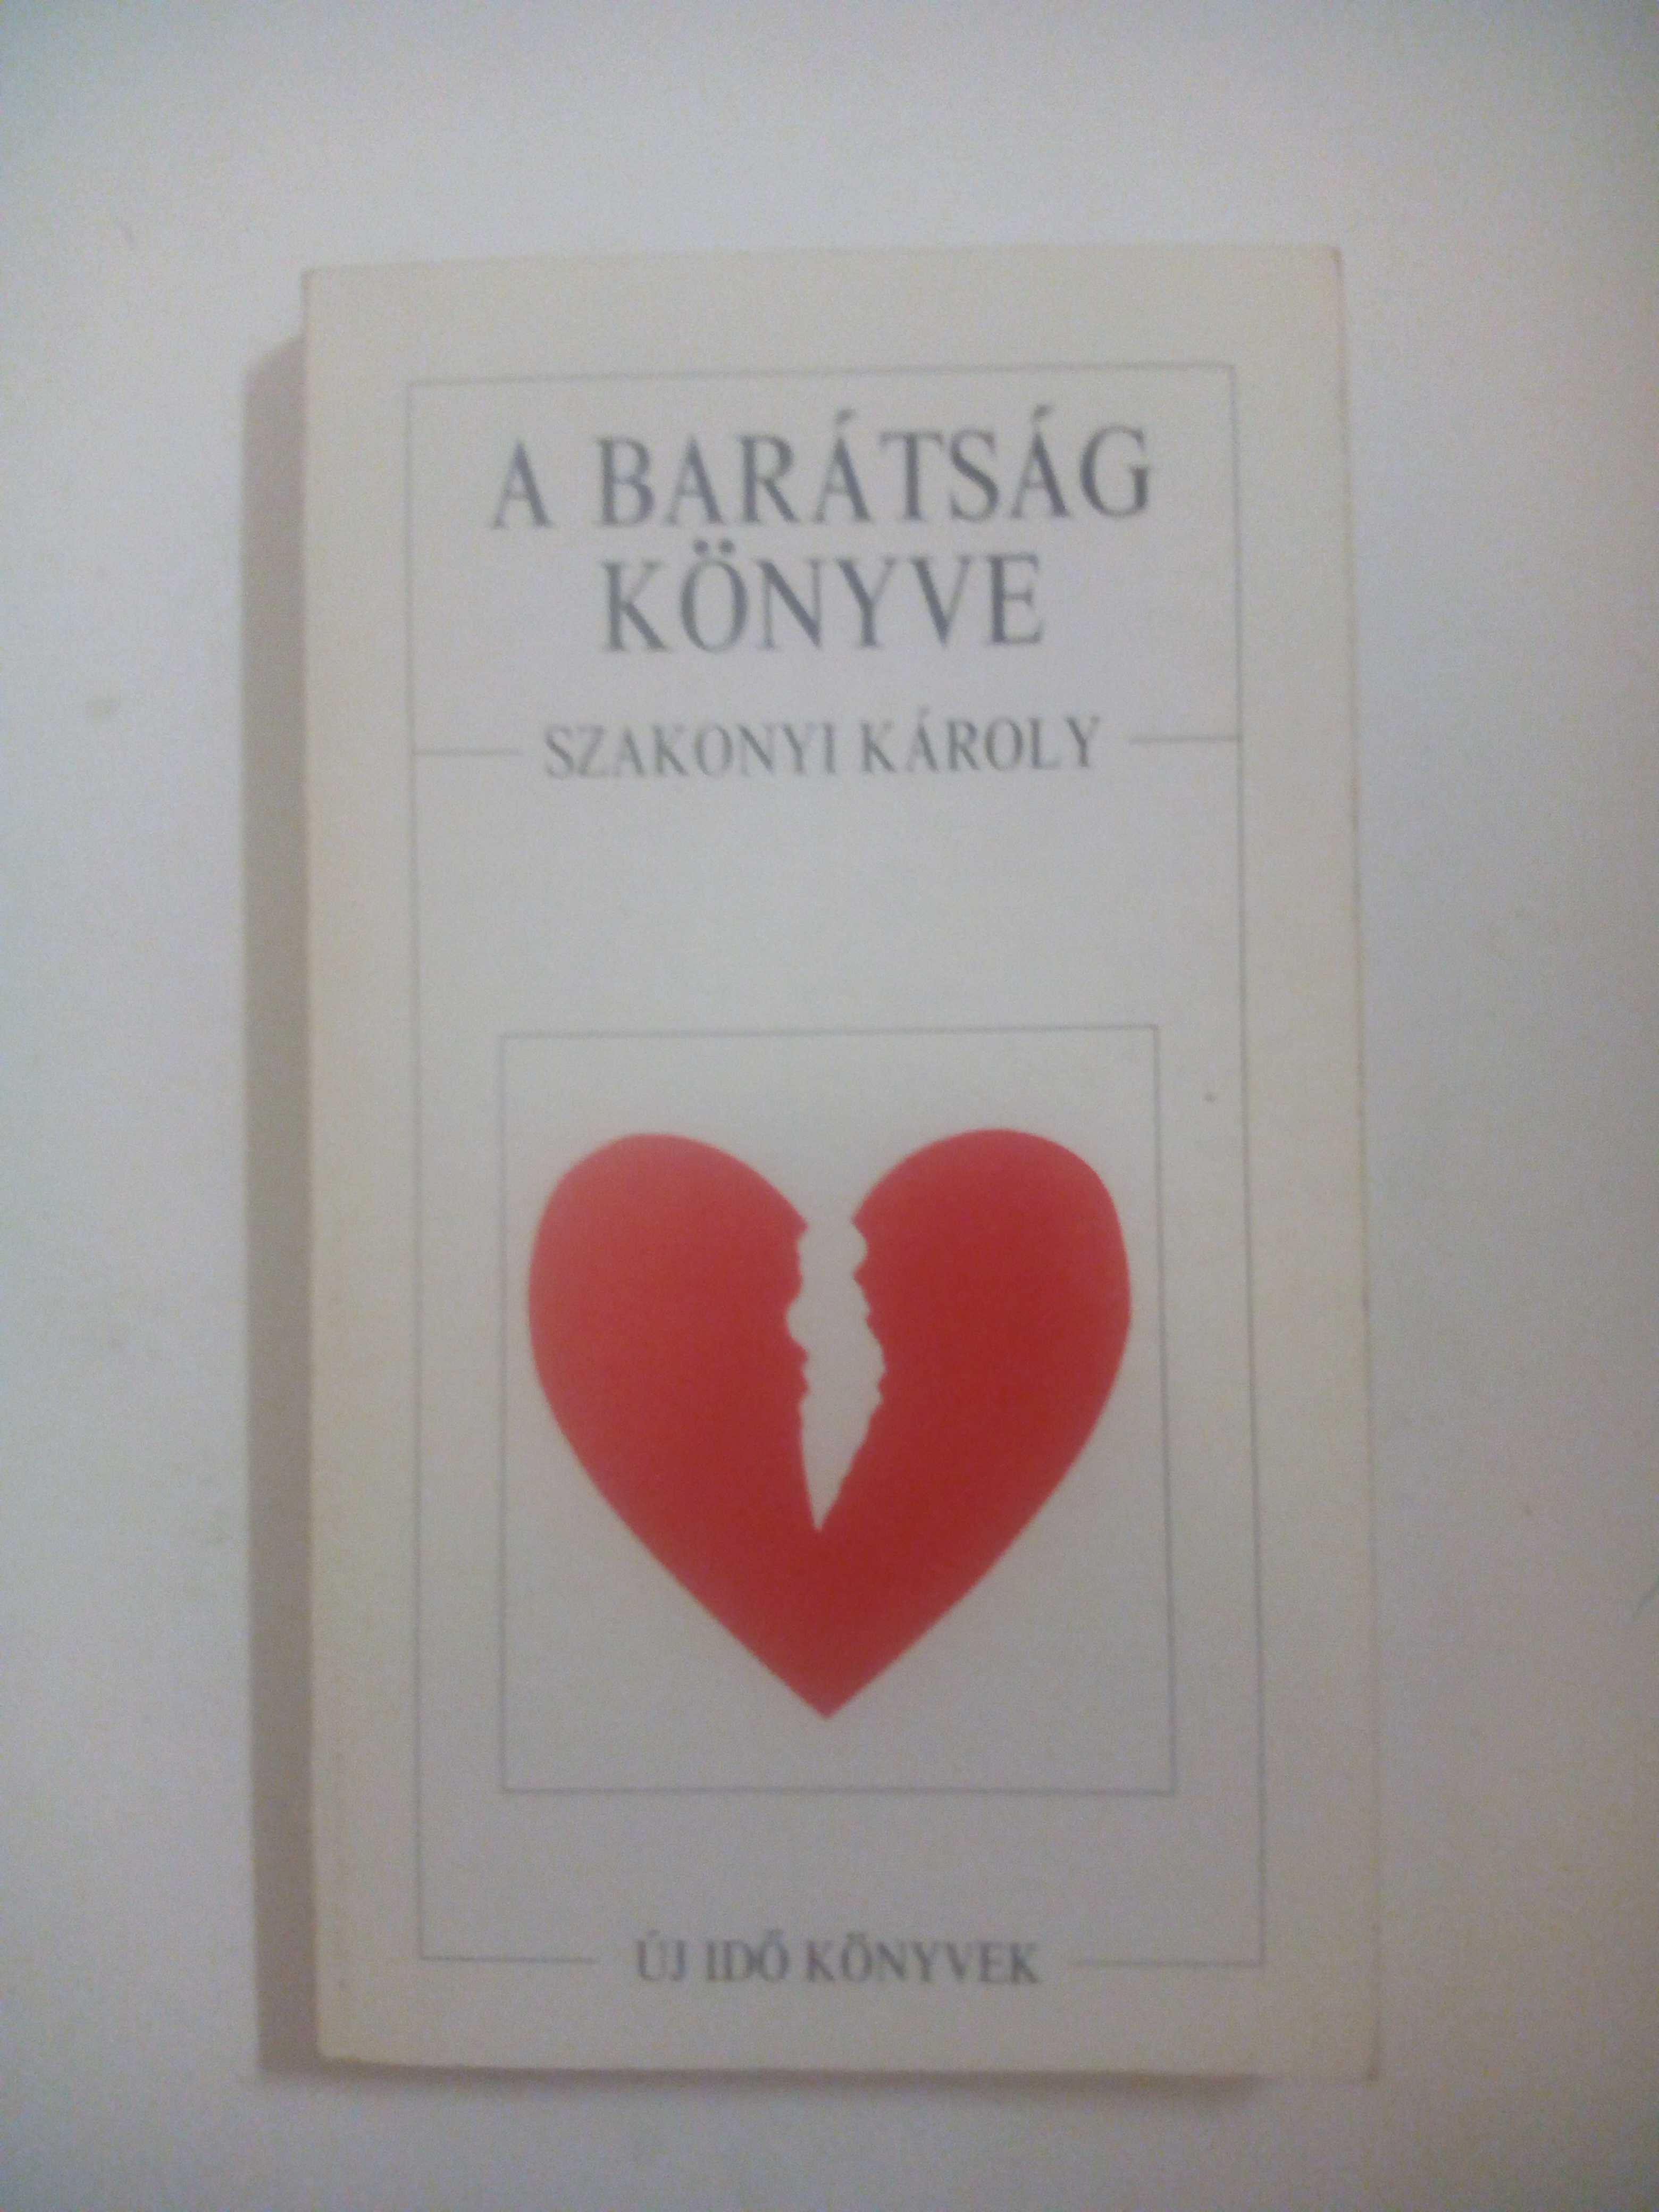 A BARÁTSÁG
KÖNYVE
SZAKONYI KÁROLY
ÚJ IDŐ KÖNYVEK